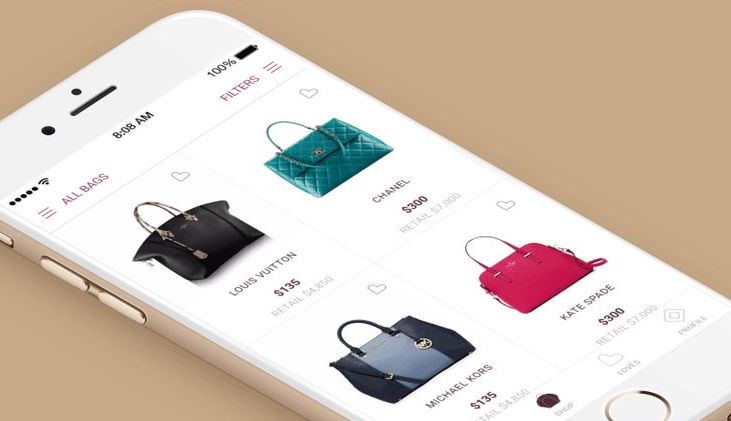 100%
8:08 AM
FILTERS
ALL BAGS
CHANEL
$300
RETAIL $7,000
LOUIS VUITTON
$135
RETAIL $4,850
KATE SPADE
$300
RETAIL $7,000
MICHAEL KORS
$135
RETAIL $4,850
SHOP
LOVES
PROFILE